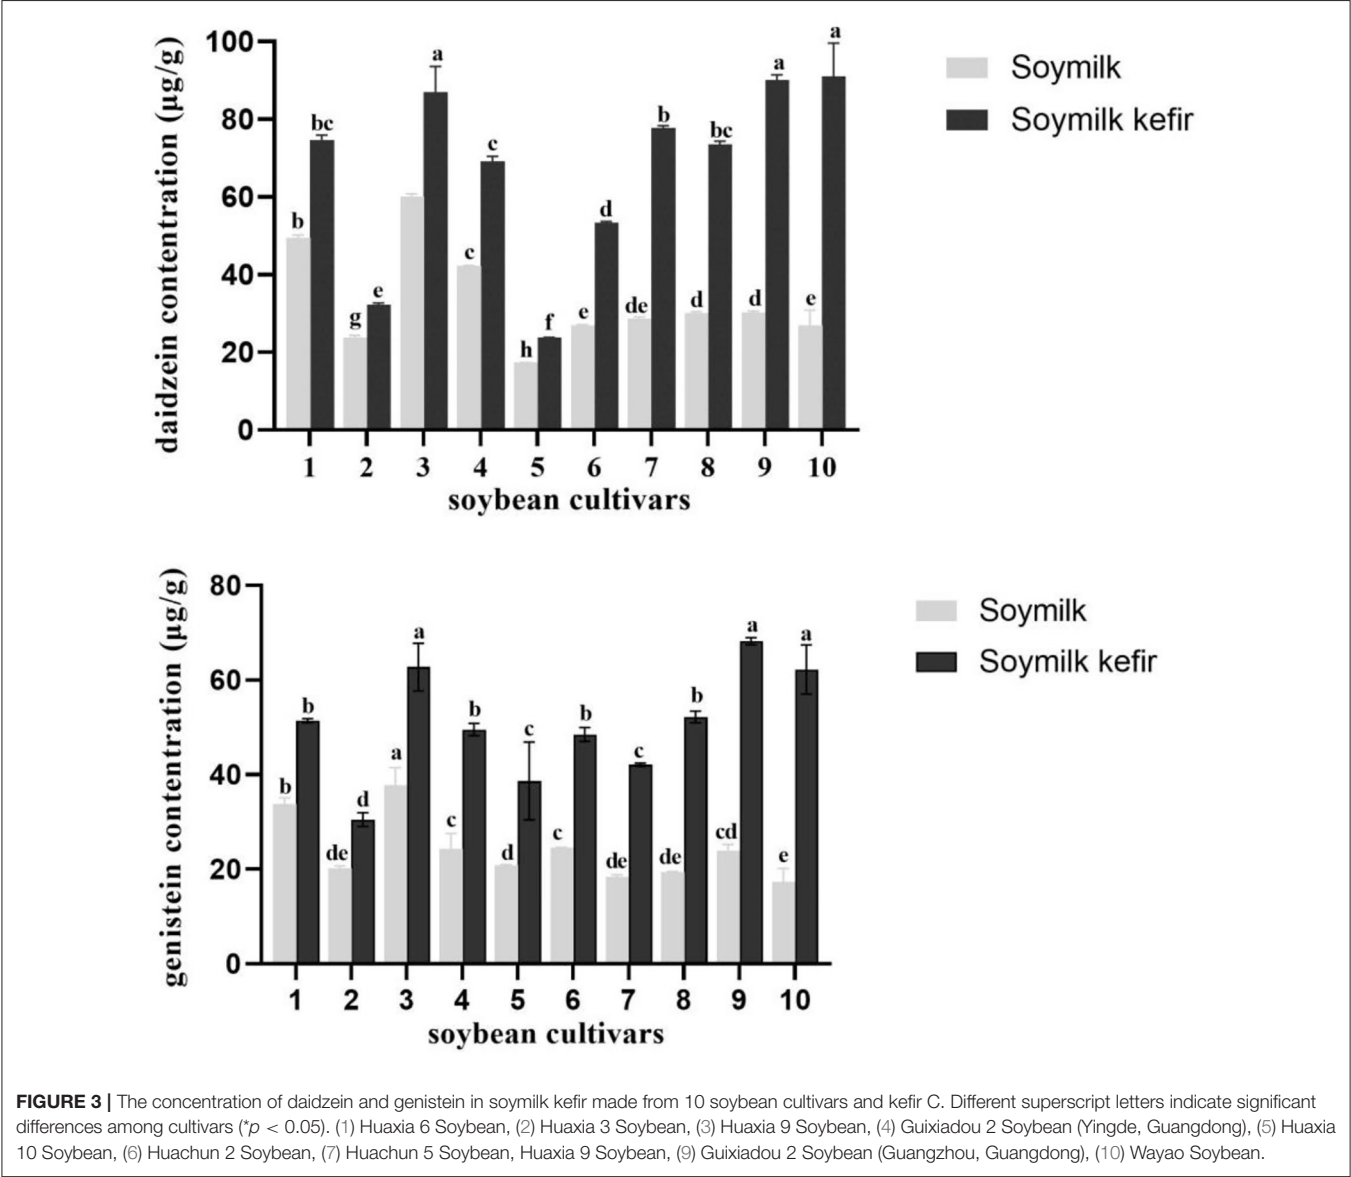 daidzein contentration (µg/g)
100
80
60
40
20
0
b
bc
g
e
a
c
c
h
f
e
d
de
b
d
bc
d
a
e
a
1 2 3 4 5 6 7 8 9 10
soybean cultivars
Soymilk
Soymilk kefir
genistein contentration (µg/g)
80
60
40
20
0
b
b
de
d
a
a
c
b
d
c
c
b
de
c
de
b
cd
a
e
a
1 2 3 4 5 6 7 8 9 10
soybean cultivars
Soymilk
Soymilk kefir
FIGURE 3 | The concentration of daidzein and genistein in soymilk kefir made from 10 soybean cultivars and kefir C. Different superscript letters indicate significant
differences among cultivars (*p < 0.05). (1) Huaxia 6 Soybean, (2) Huaxia 3 Soybean, (3) Huaxia 9 Soybean, (4) Guixiadou 2 Soybean (Yingde, Guangdong), (5) Huaxia
10 Soybean, (6) Huachun 2 Soybean, (7) Huachun 5 Soybean, Huaxia 9 Soybean, (9) Guixiadou 2 Soybean (Guangzhou, Guangdong), (10) Wayao Soybean.